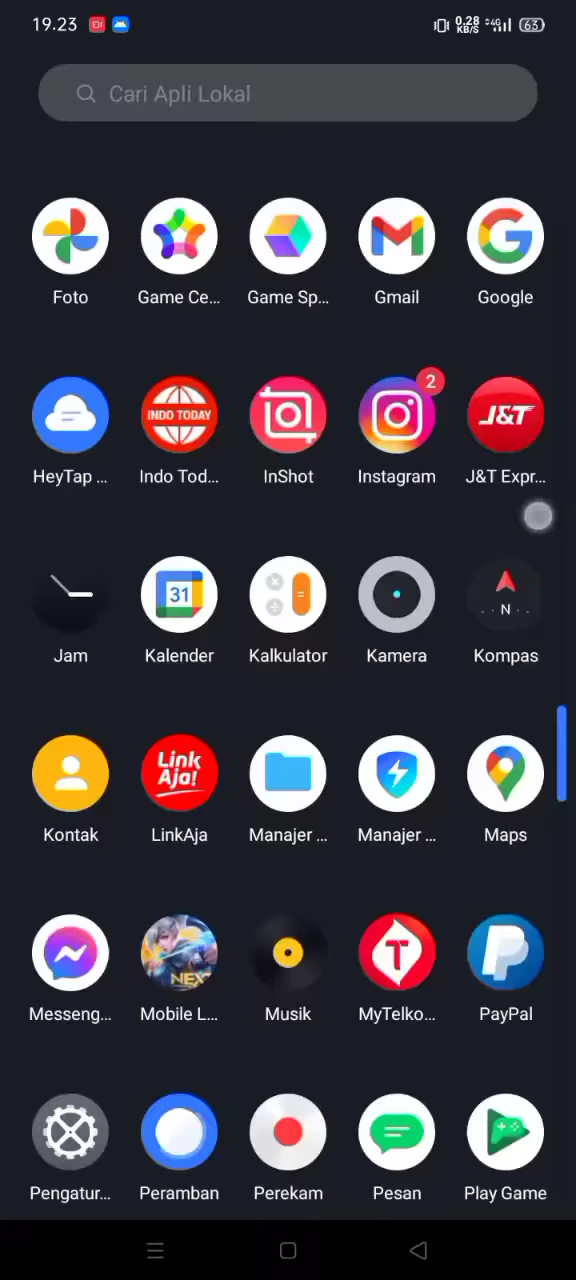 19.23 0.28 KB/S 4G 63
Cari Apli Lokal
Foto Game Ce... Game Sp... Gmail Google
INDO TODAY 2 J&T
HeyTap ... Indo Tod... InShot Instagram J&T Expr...
31 N
Jam Kalender Kalkulator Kamera Kompas
Link Aja!
Kontak LinkAja Manajer ... Manajer ... Maps
NEXT
Messeng... Mobile L... Musik MyTelko... PayPal
Pengatur... Peramban Perekam Pesan Play Game